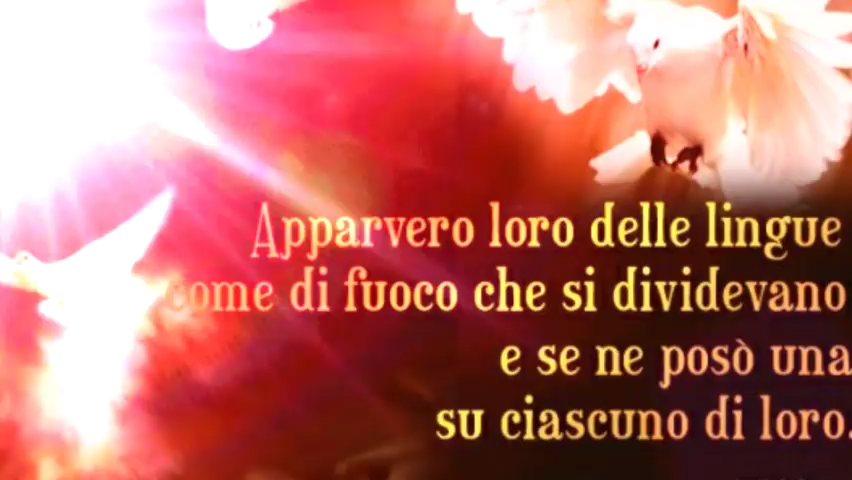 Apparvero loro delle lingue
come di fuoco che si dividevano
e se ne posò una
su ciascuno di loro.